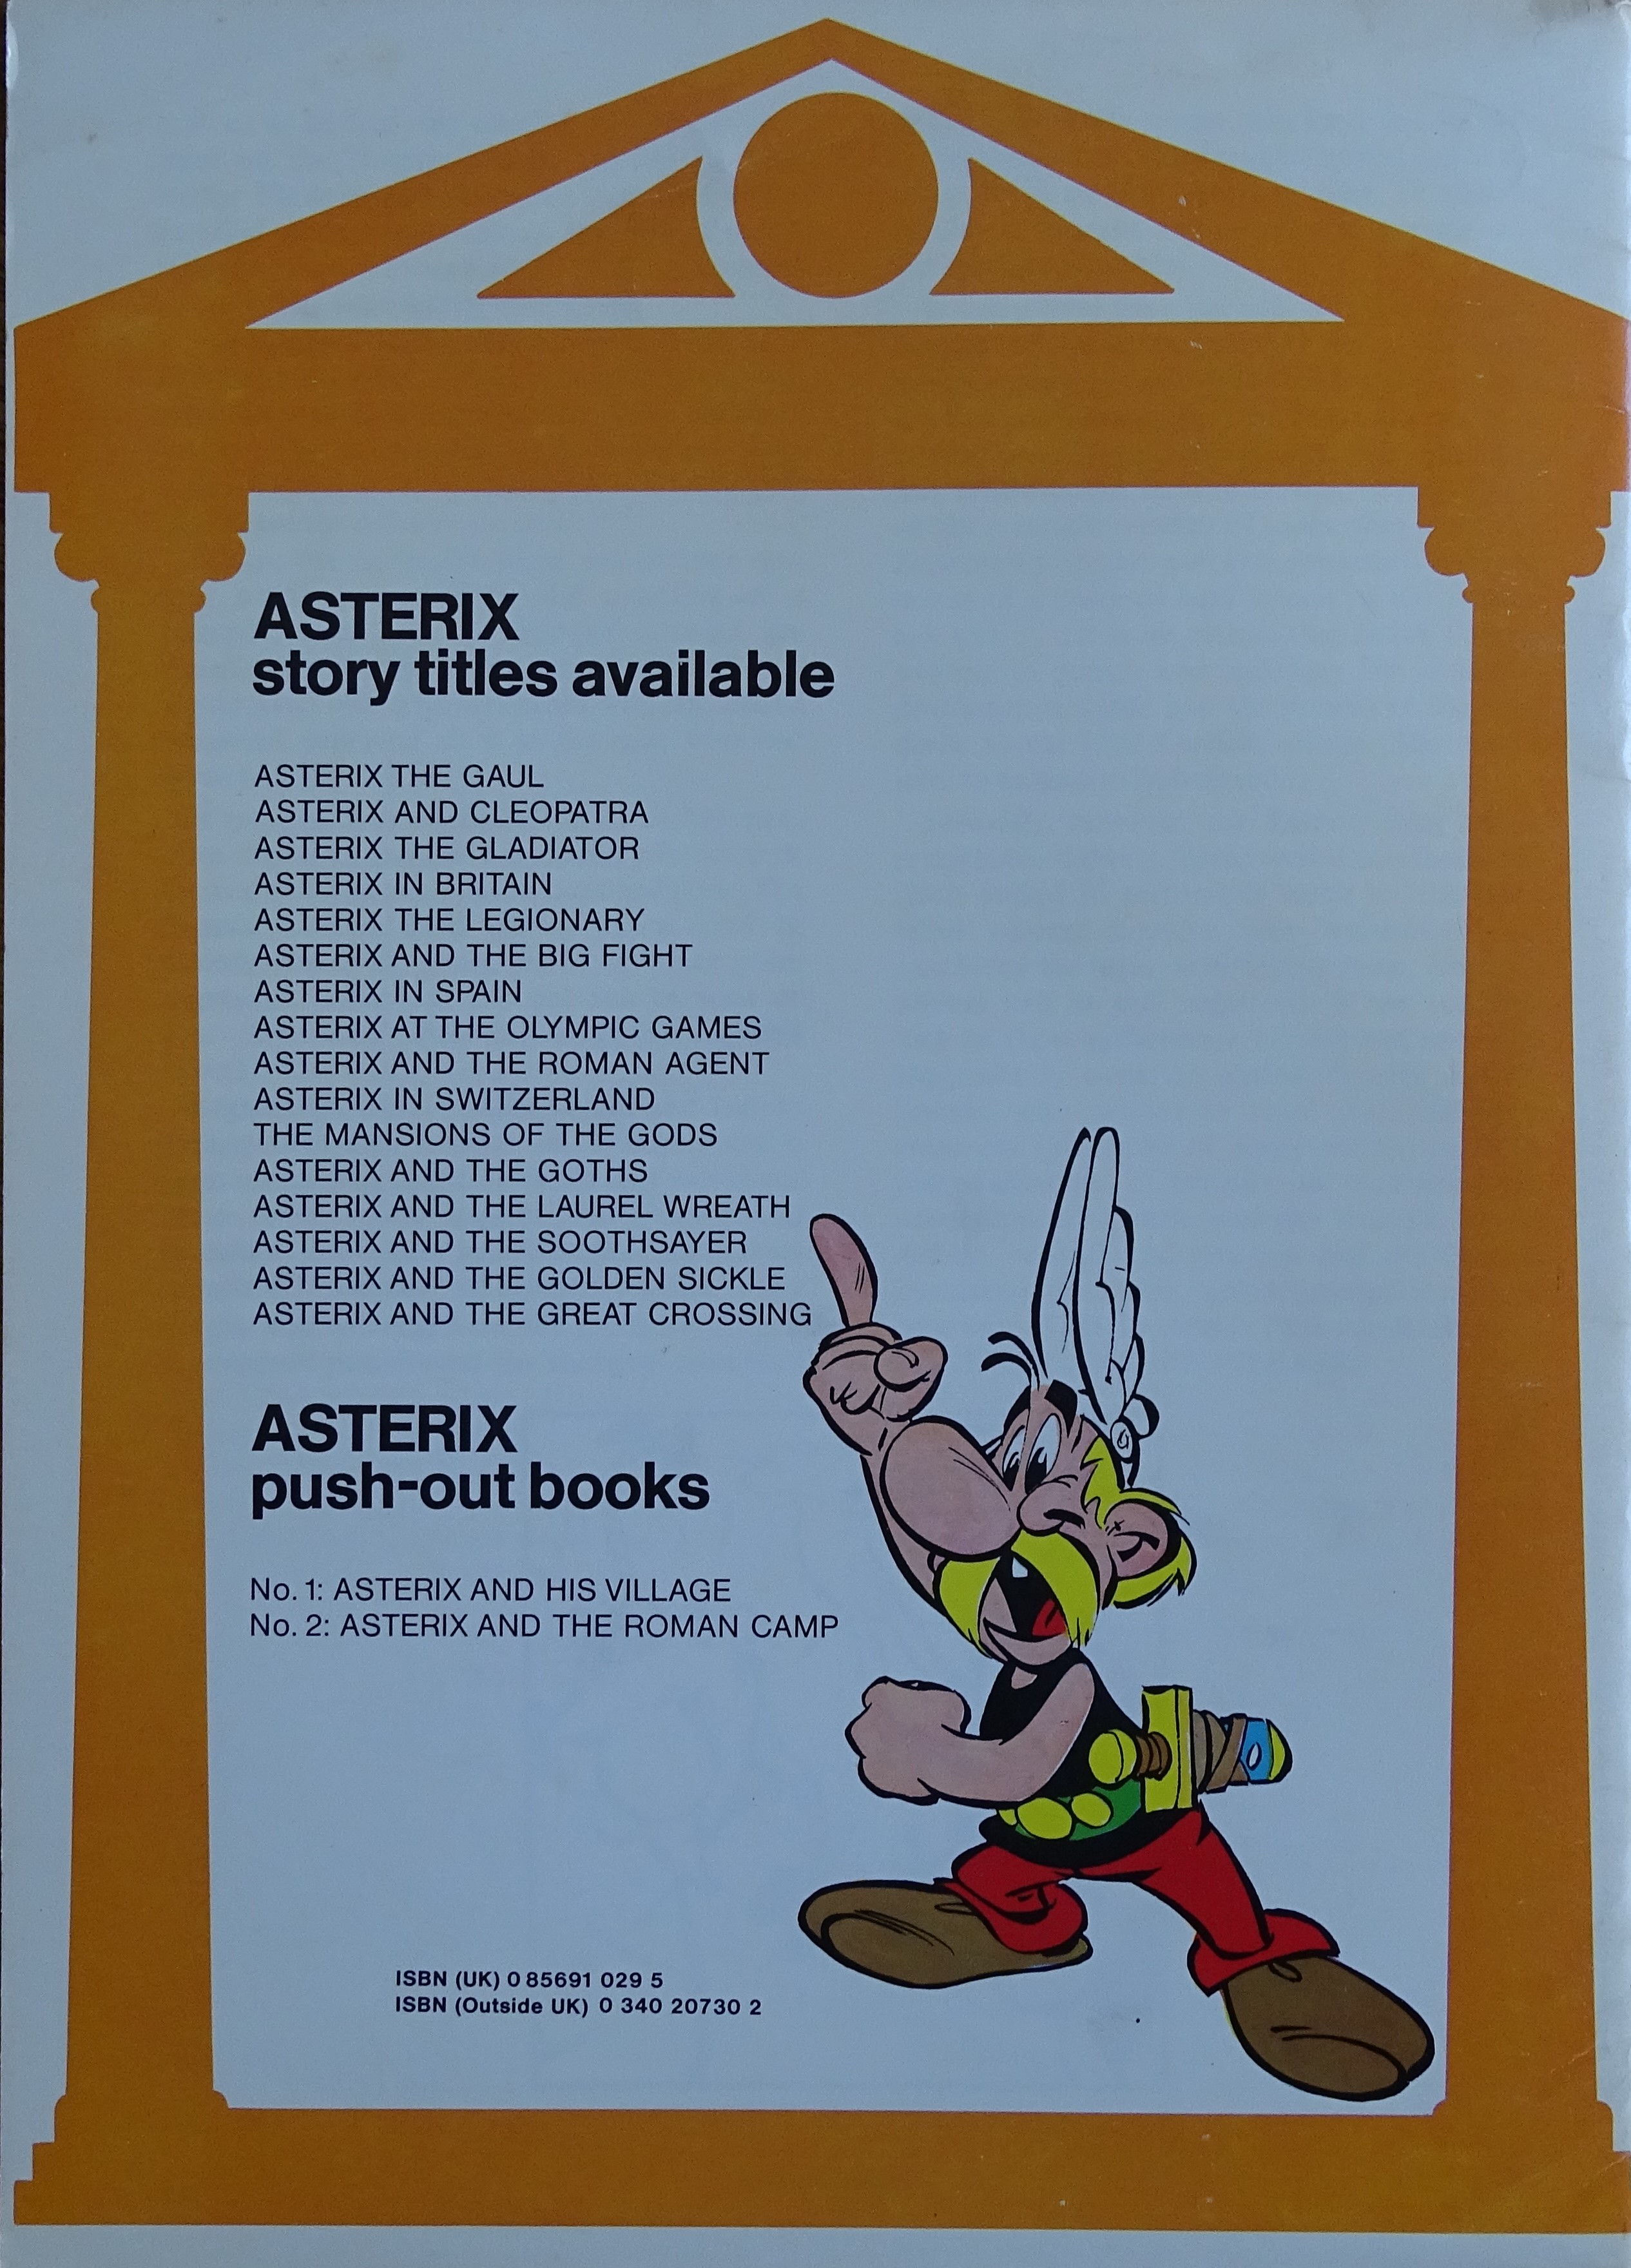 ASTERIX
story titles available
ASTERIX THE GAUL
ASTERIX AND CLEOPATRA
ASTERIX THE GLADIATOR
ASTERIX IN BRITAIN
ASTERIX THE LEGIONARY
ASTERIX AND THE BIG FIGHT
ASTERIX IN SPAIN
ASTERIX AT THE OLYMPIC GAMES
ASTERIX AND THE ROMAN AGENT
ASTERIX IN SWITZERLAND
THE MANSIONS OF THE GODS
ASTERIX AND THE GOTHS
ASTERIX AND THE LAUREL WREATH
ASTERIX AND THE SOOTHSAYER
ASTERIX AND THE GOLDEN SICKLE
ASTERIX AND THE GREAT CROSSING
ASTERIX
push-out books
No. 1: ASTERIX AND HIS VILLAGE
No. 2: ASTERIX AND THE ROMAN CAMP
ISBN (UK) 0 85691 029 5
ISBN (Outside UK) 0 340 20730 2